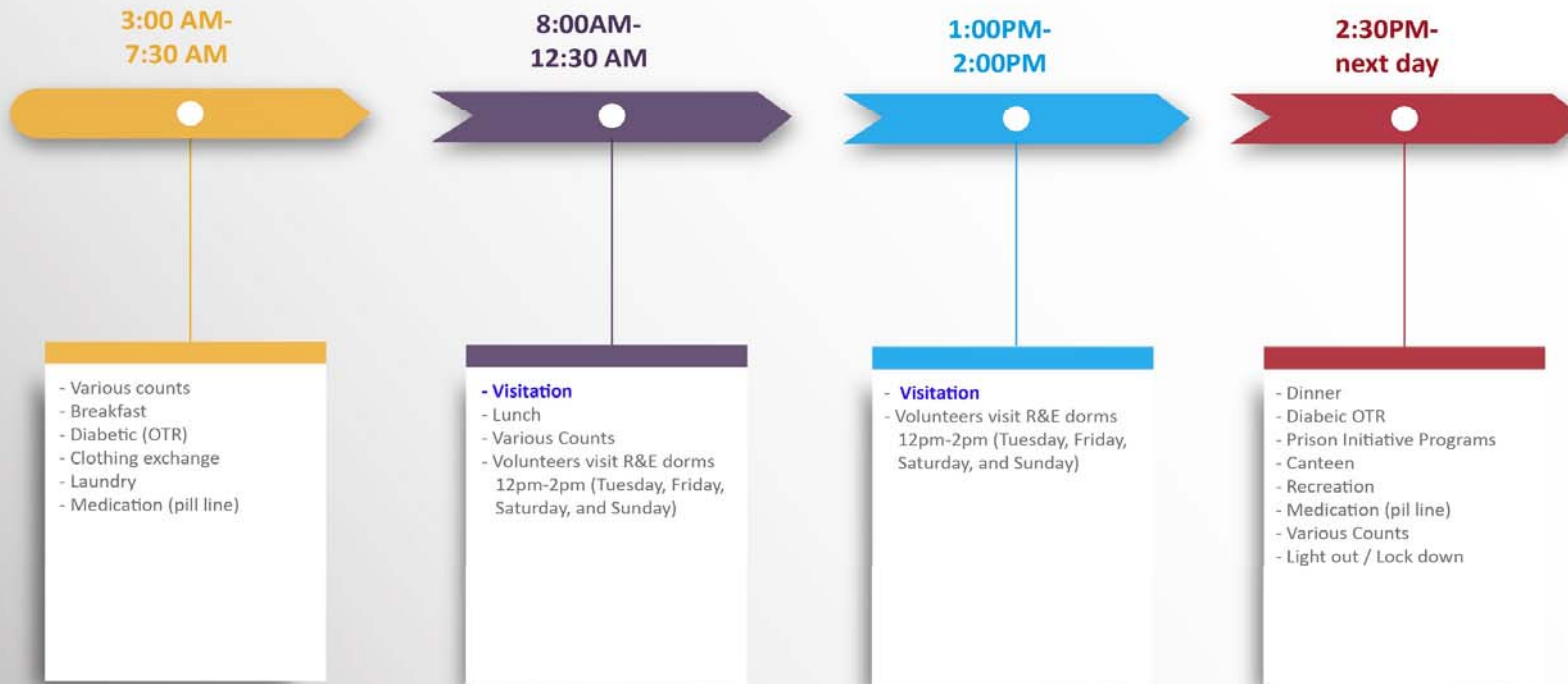 3:00 AM-
7:30 AM
- Various counts
- Breakfast
- Diabetic (OTR)
- Clothing exchange
- Laundry
- Medication (pill line)
8:00AM-
12:30 AM
- Visitation
- Lunch
- Various Counts
- Volunteers visit R&E dorms
12pm-2pm (Tuesday, Friday,
Saturday, and Sunday)
1:00PM-
2:00PM
- Visitation
- Volunteers visit R&E dorms
12pm-2pm (Tuesday, Friday,
Saturday, and Sunday)
2:30PM-
next day
- Dinner
- Diabeic OTR
- Prison Initiative Programs
- Canteen
- Recreation
- Medication (pil line)
- Various Counts
- Light out / Lock down